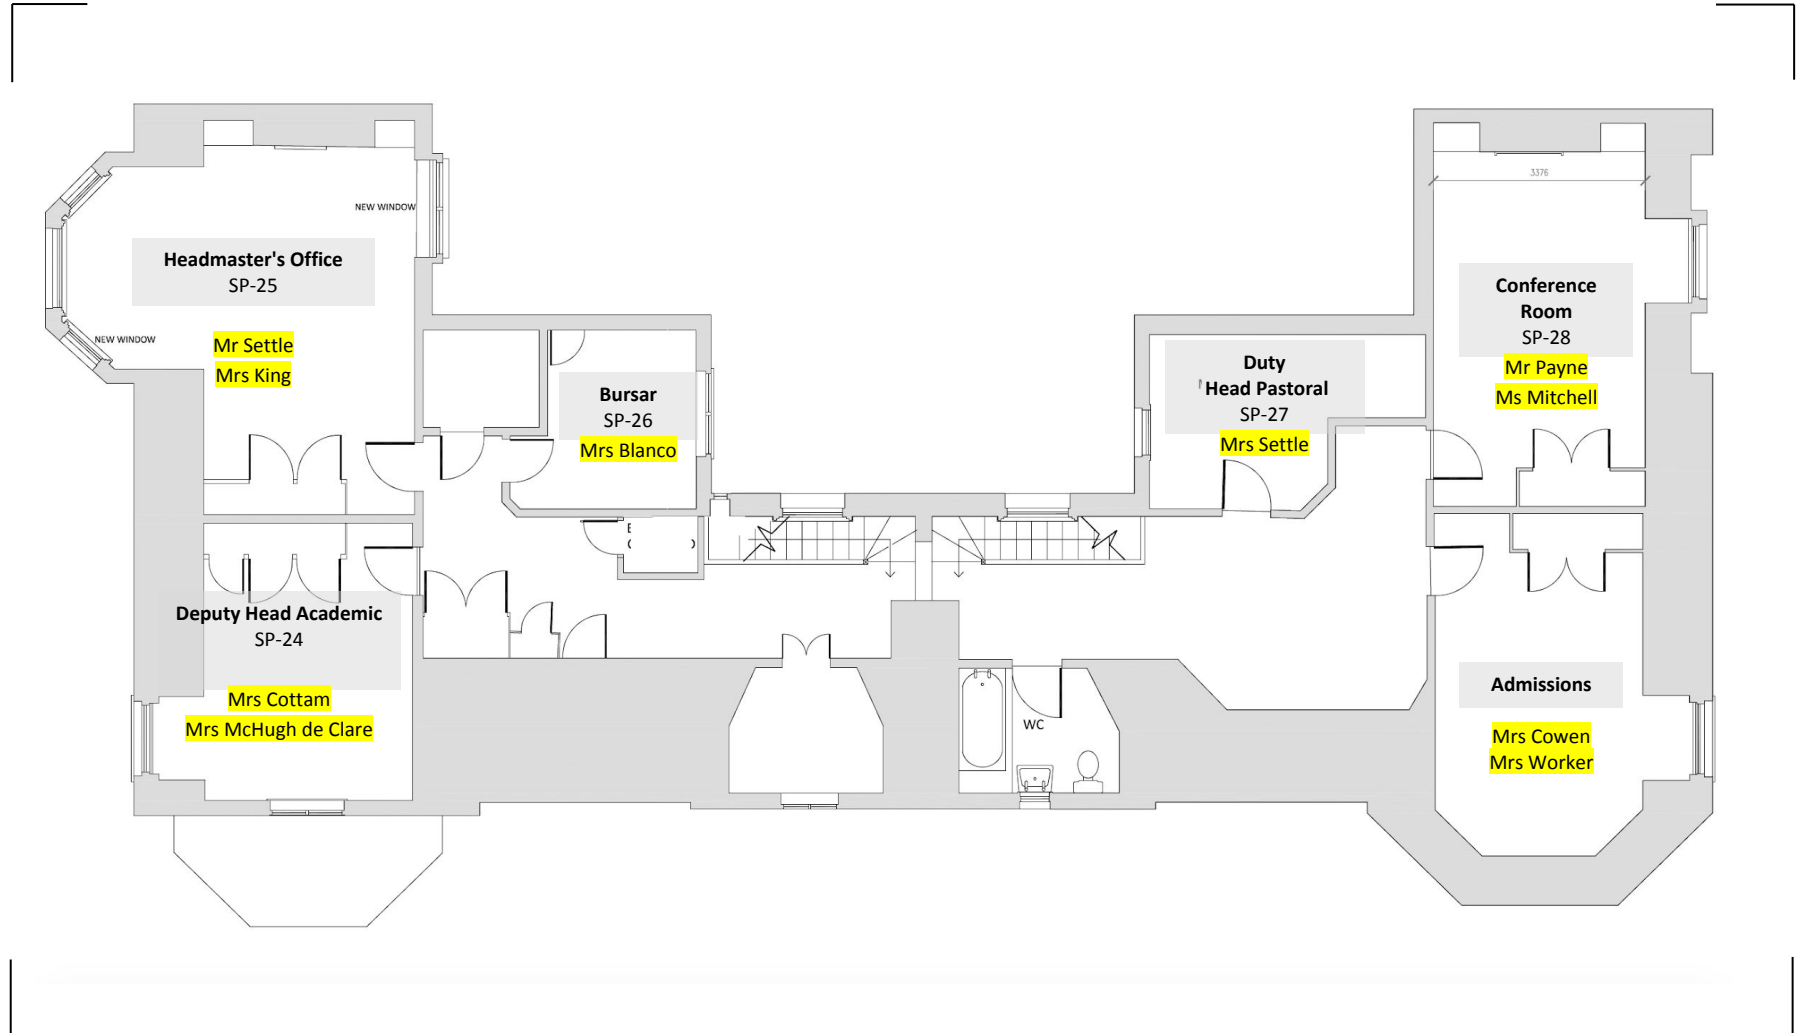 3376
NEW WINDOW
Headmaster's Office
SP-25
NEW WINDOW
Mr Settle
Mrs King
Bursar
SP-26
Mrs Blanco
Duty
Head Pastoral
SP-27
Mrs Settle
Conference
Room
SP-28
Mr Payne
Ms Mitchell
Deputy Head Academic
SP-24
Mrs Cottam
Mrs McHugh de Clare
WC
Admissions
Mrs Cowen
Mrs Worker